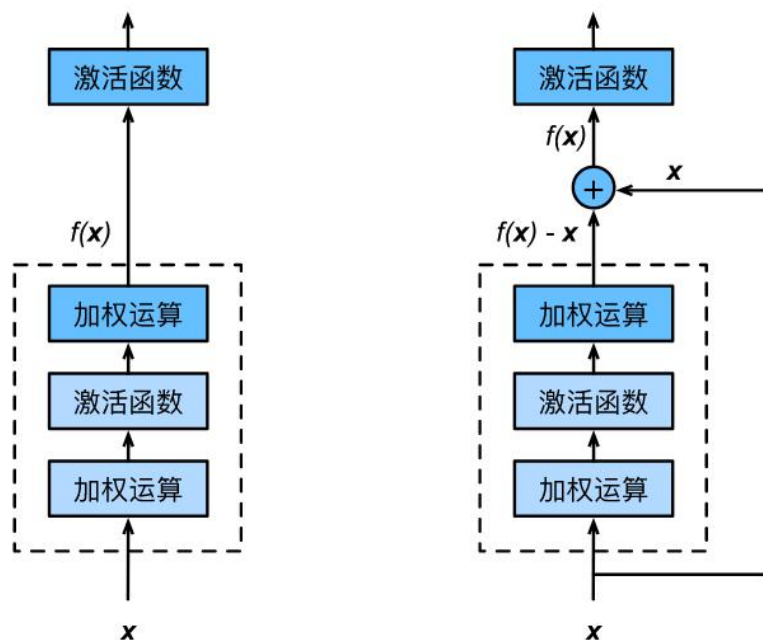 激活函数
f(x)
加权运算
激活函数
加权运算
x
激活函数
f(x)
+
x
f(x) - x
加权运算
激活函数
加权运算
x